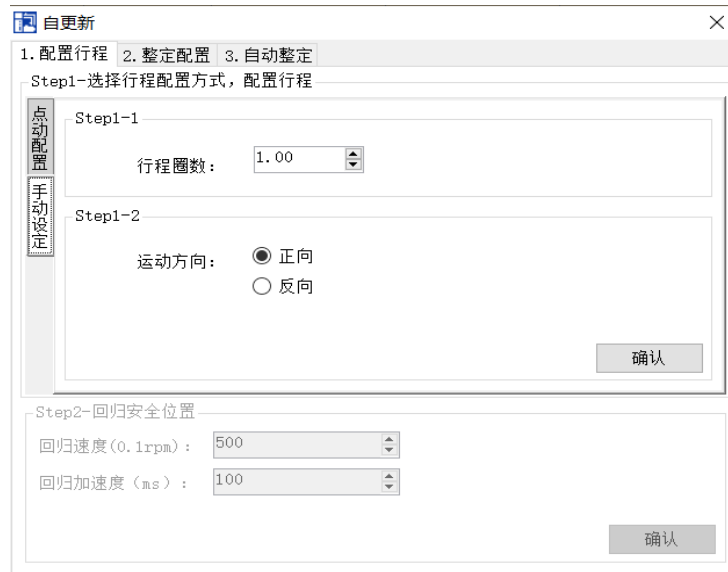 自更新
1.配置行程 2.整定配置 3.自动整定
Step1-选择行程配置方式，配置行程
点动配置
手动设定
Step1-1
行程圈数： 1.00
Step1-2
运动方向： 正向
反向
确认
Step2-回归安全位置
回归速度(0.1rpm)： 500
回归加速度（ms）： 100
确认